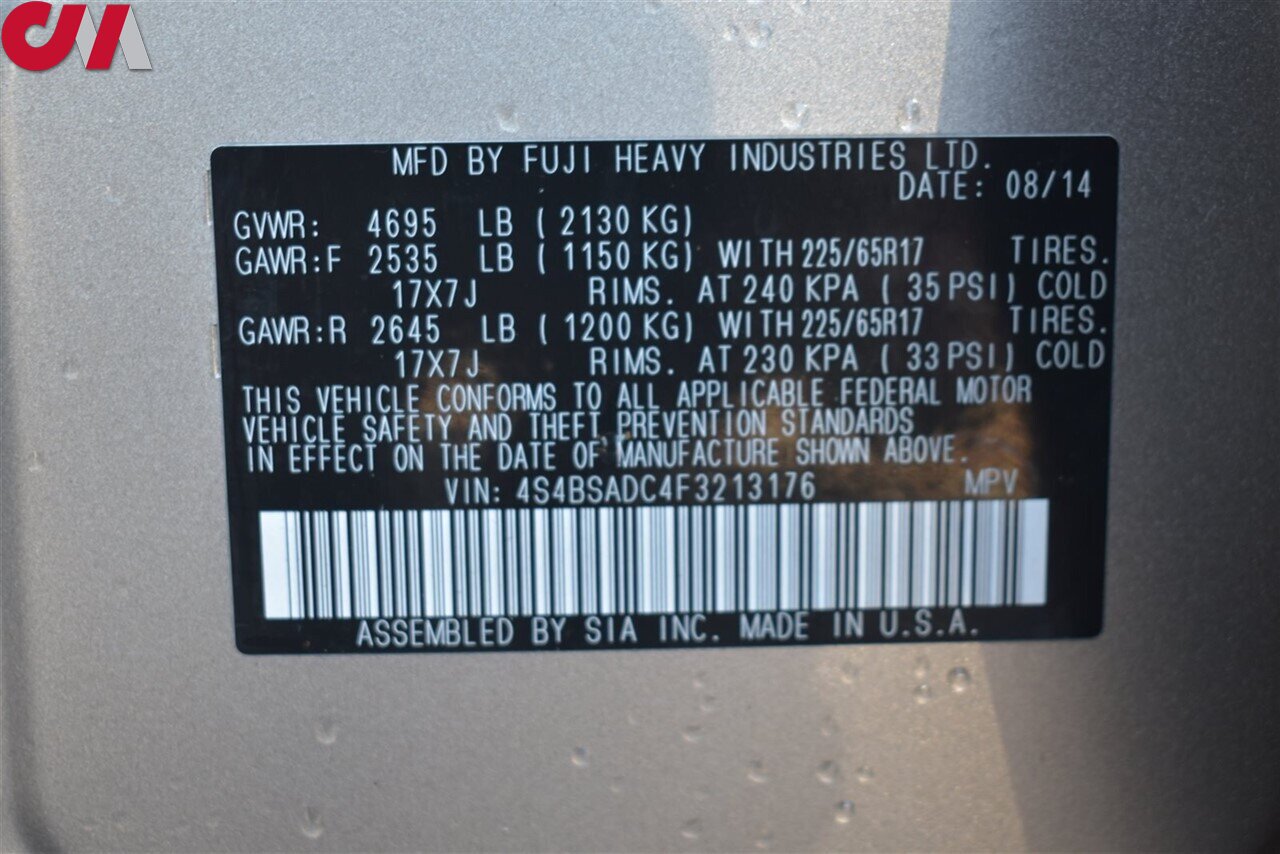 CM
MFD BY FUJI HEAVY INDUSTRIES LTD.
DATE: 08/14
GVWR: 4695 LB ( 2130 KG)
GAWR:F 2535 LB ( 1150 KG) WITH 225/65R17 TIRES.
17X7J RIMS. AT 240 KPA ( 35 PSI) COLD
GAWR:R 2645 LB ( 1200 KG) WITH 225/65R17 TIRES.
17X7J RIMS. AT 230 KPA ( 33 PSI) COLD
THIS VEHICLE CONFORMS TO ALL APPLICABLE FEDERAL MOTOR
VEHICLE SAFETY AND THEFT PREVENTION STANDARDS
IN EFFECT ON THE DATE OF MANUFACTURE SHOWN ABOVE.
VIN: 4S4BSADC4F3213176 MPV
ASSEMBLED BY SIA INC. MADE IN U.S.A.